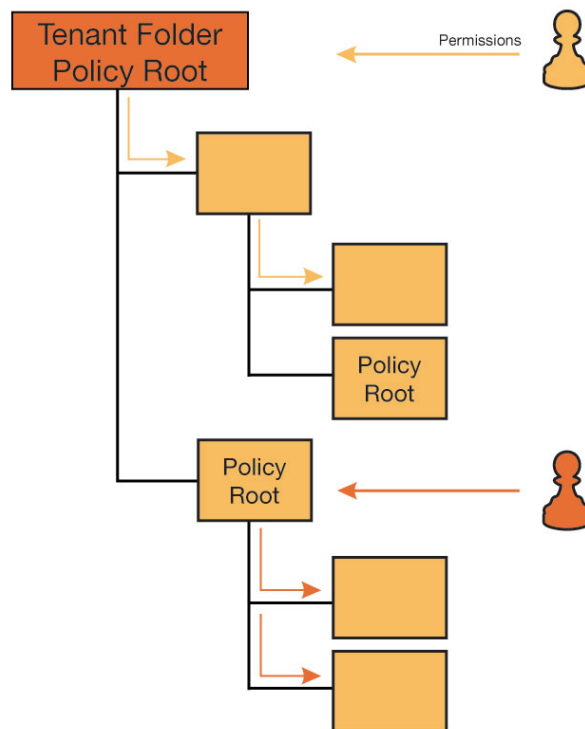 Tenant Folder
Policy Root
Permissions
Policy
Root
Policy
Root